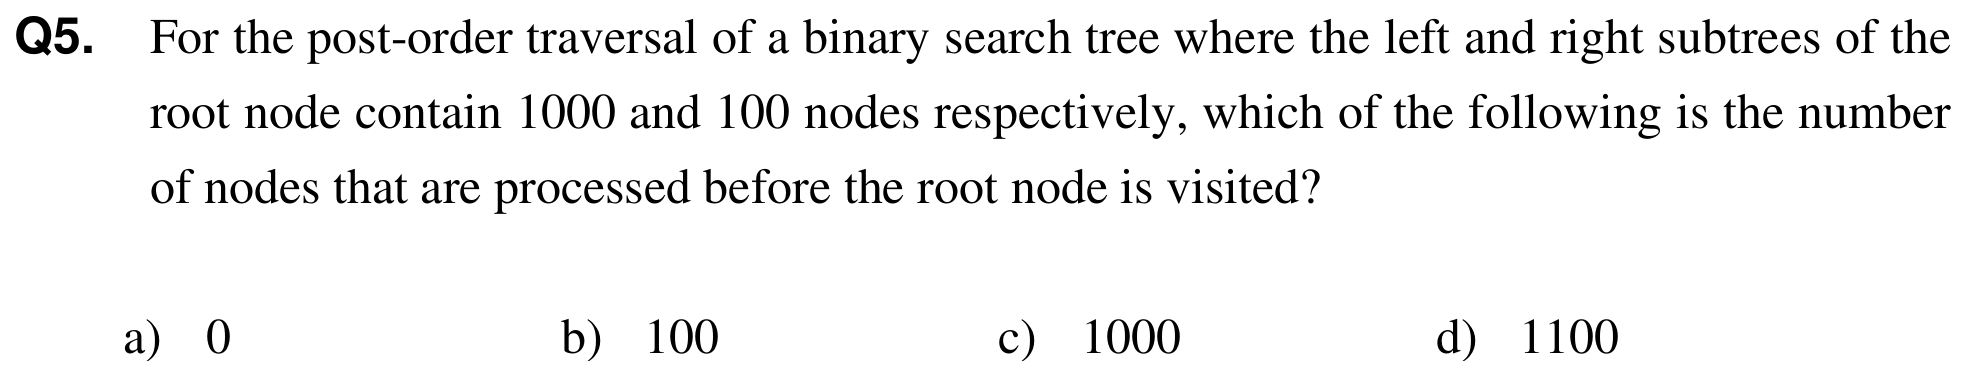 Q5. For the post-order traversal of a binary search tree where the left and right subtrees of the
root node contain 1000 and 100 nodes respectively, which of the following is the number
of nodes that are processed before the root node is visited?
a) 0 b) 100 c) 1000 d) 1100